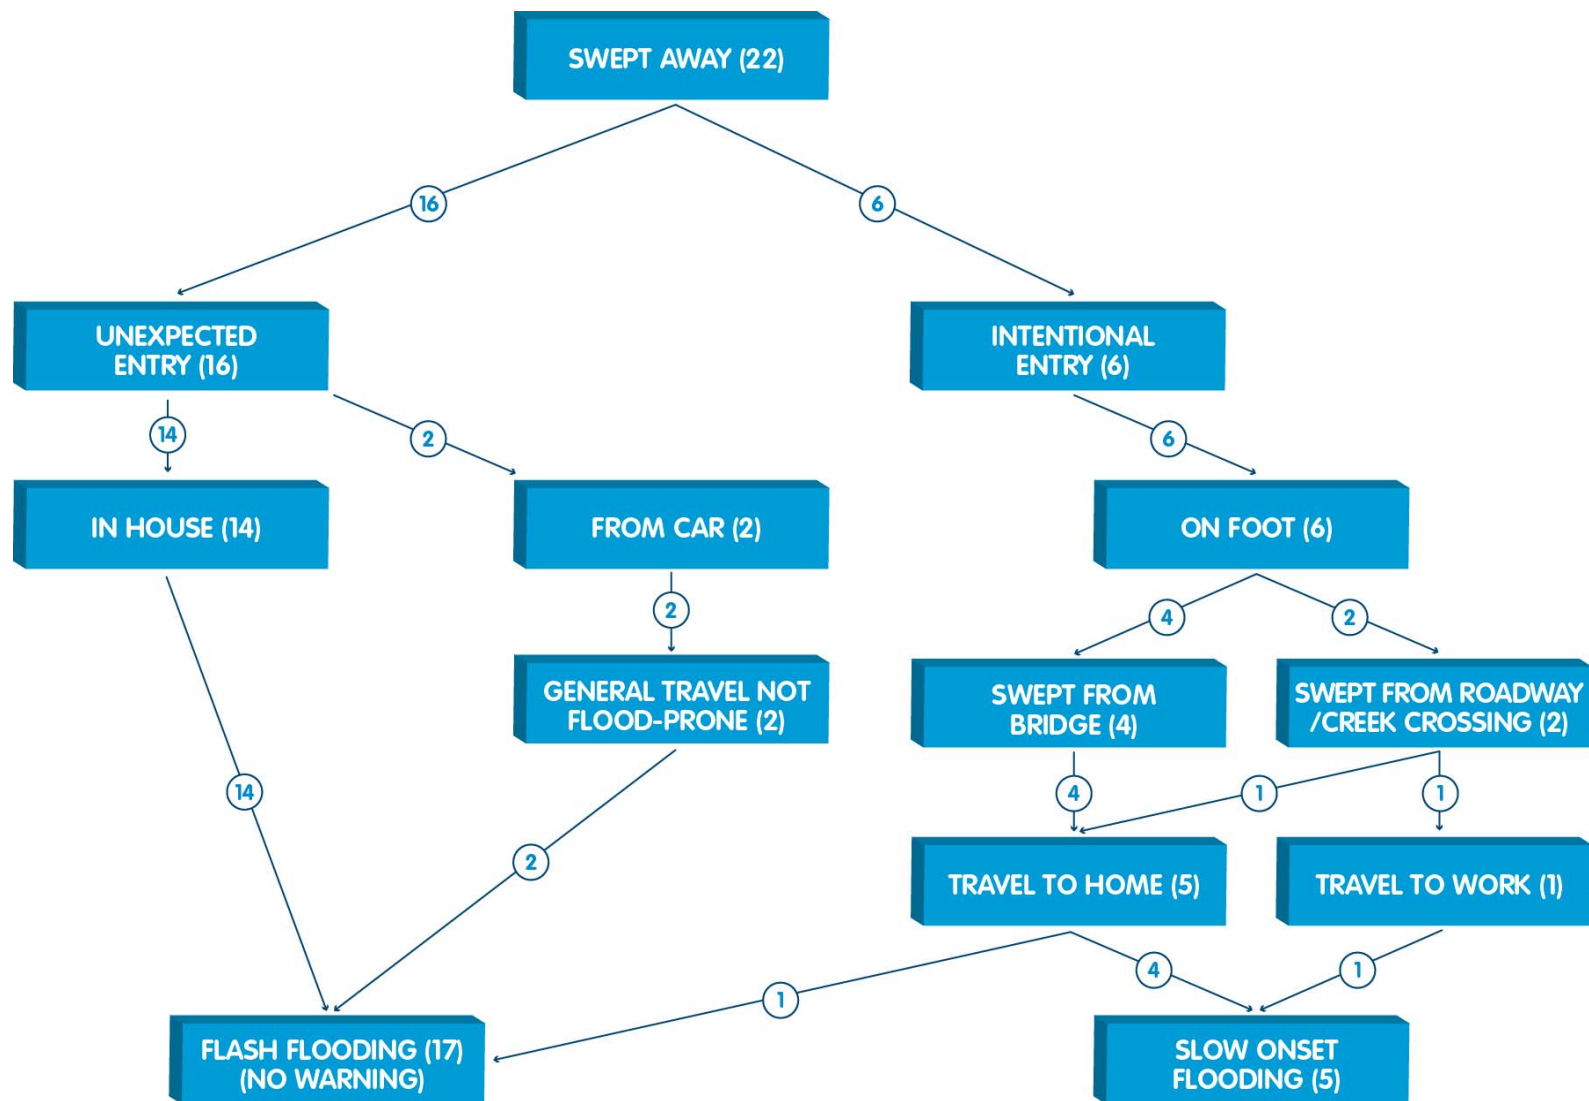 SWEPT AWAY (22)
16
6
UNEXPECTED
ENTRY (16)
INTENTIONAL
ENTRY (6)
14
2
6
IN HOUSE (14)
FROM CAR (2)
ON FOOT (6)
2
4
2
GENERAL TRAVEL NOT
FLOOD-PRONE (2)
SWEPT FROM
BRIDGE (4)
SWEPT FROM ROADWAY
/CREEK CROSSING (2)
14
4
1
1
2
TRAVEL TO HOME (5)
TRAVEL TO WORK (1)
1
4
1
FLASH FLOODING (17)
(NO WARNING)
SLOW ONSET
FLOODING (5)